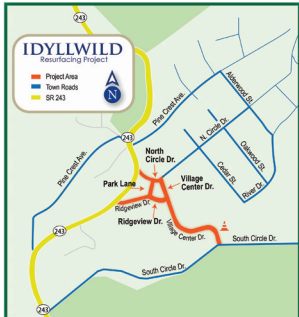 243
IDYLLWILD
Resurfacing Project
Project Area
Town Roads
SR 243
N
Pine Crest Ave.
Alderwood St.
243
N. Circle Dr.
Oakwood St.
Pine Crest Ave.
North
Circle Dr.
Cedar St.
River Dr.
Park Lane
Village
Center Dr.
Ridgeview Dr.
Ridgeview Dr.
Village Center Dr.
243
South Circle Dr.
South Circle Dr.
243